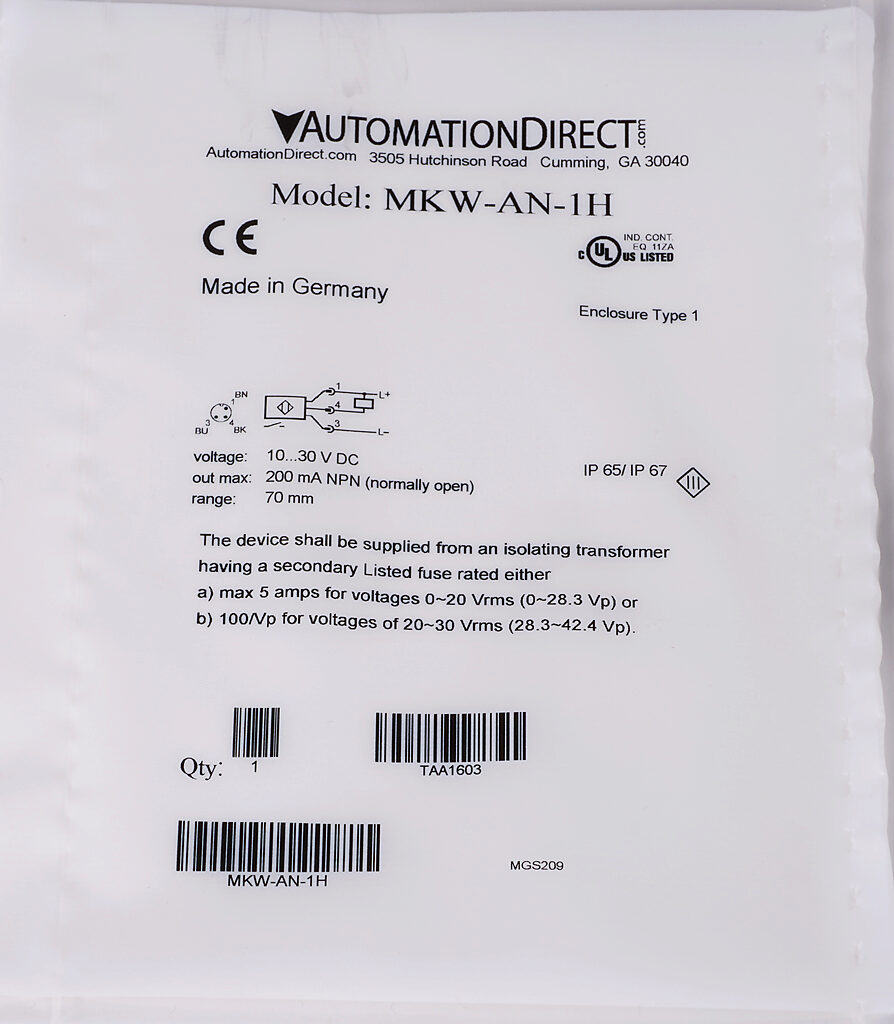 AUTOMATIONDIRECT.com
AutomationDirect.com 3505 Hutchinson Road Cumming, GA 30040
Model: MKW-AN-1H
CE
C UL US LISTED
IND. CONT.
EQ 11ZA
Made in Germany
Enclosure Type 1
BN
1
3
4
BU
BK
1
L+
4
3
L-
voltage: 10...30 V DC
out max: 200 mA NPN (normally open)
range: 70 mm
IP 65/ IP 67
III
The device shall be supplied from an isolating transformer
having a secondary Listed fuse rated either
a) max 5 amps for voltages 0~20 Vrms (0~28.3 Vp) or
b) 100/Vp for voltages of 20~30 Vrms (28.3~42.4 Vp).
Qty: 1
TAA1603
MKW-AN-1H
MGS209